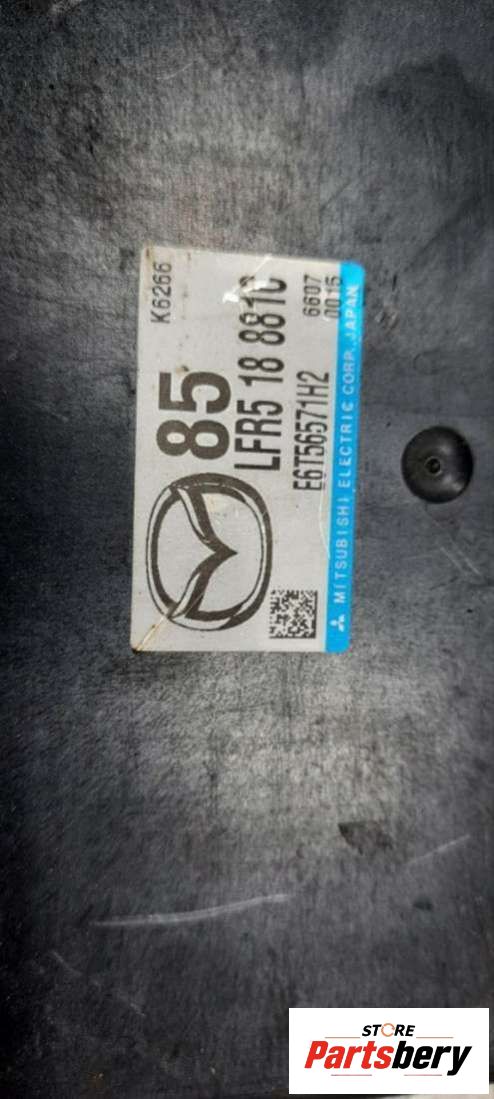 K6266
85
LFR5 18 881C
E6T56571H2
6607
0016
MITSUBISHI ELECTRIC CORP. JAPAN
STORE
Partsbery